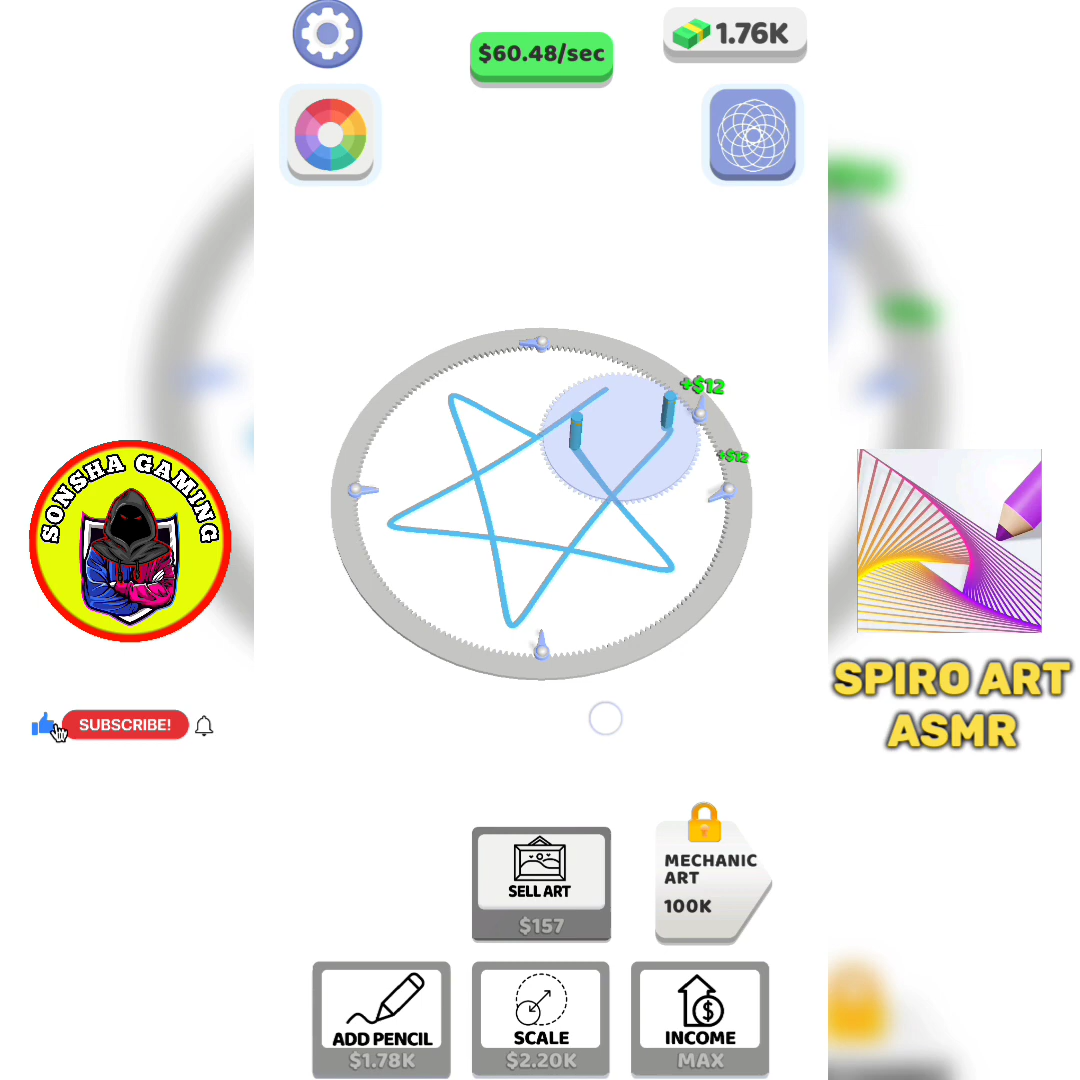 $60.48/sec
1.76K
+$12
+$12
SONSHA GAMING
SUBSCRIBE!
SPIRO ART
ASMR
SELL ART
$157
MECHANIC
ART
100K
ADD PENCIL
$1.78K
SCALE
$2.20K
INCOME
MAX